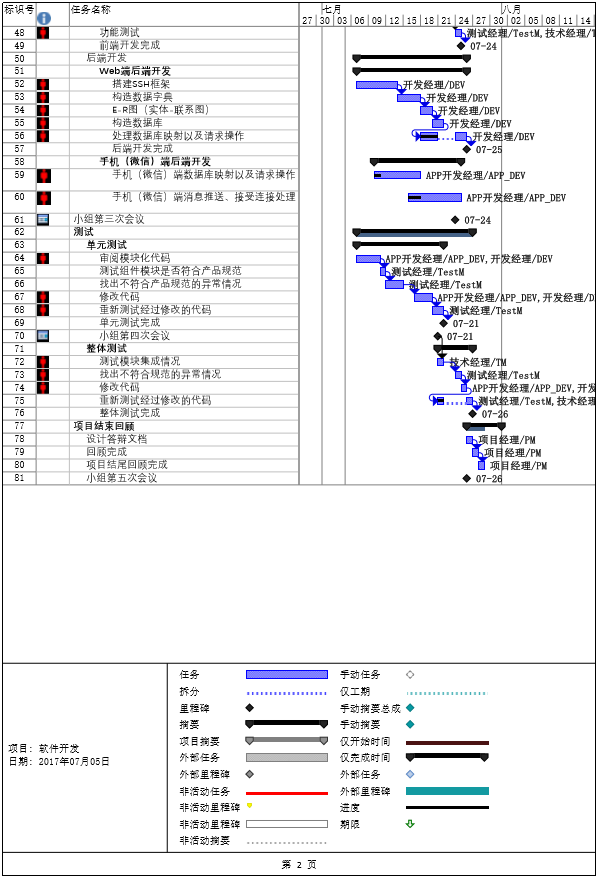 标识号 任务名称 七月 八月
27 03 06 09 12 15 18 21 24 27 30 02 05 08 11 14
48 功能测试 测试经理/TestM,技术经理/T
49 前端开发完成 07-24
50 后端开发
51 Web端后端开发
52 搭建SSH框架 开发经理/DEV
53 构造数据字典 开发经理/DEV
54 E-R图（实体-联系图） 开发经理/DEV
55 构造数据库 开发经理/DEV
56 处理数据库映射以及请求操作 开发经理/DEV
57 后端开发完成 07-25
58 手机（微信）端后端开发
59 手机（微信）端数据库映射以及请求操作 APP开发经理/APP_DEV
60 手机（微信）端消息推送、接受连接处理 APP开发经理/APP_DEV
61 小组第三次会议 07-24
62 测试
63 单元测试
64 审阅模块化代码 APP开发经理/APP_DEV,开发经理/DEV
65 测试组件模块是否符合产品规范 测试经理/TestM
66 找出不符合产品规范的异常情况 测试经理/TestM
67 修改代码 APP开发经理/APP_DEV,开发经理/D
68 重新测试经过修改的代码 测试经理/TestM
69 单元测试完成 07-21
70 小组第四次会议 07-21
71 整体测试
72 测试模块集成情况 技术经理/TM
73 找出不符合规范的异常情况 测试经理/TestM
74 修改代码 APP开发经理/APP_DEV,开发
75 重新测试经过修改的代码 测试经理/TestM,技术经理
76 整体测试完成 07-26
77 项目结束回顾
78 设计答辩文档 项目经理/PM
79 回顾完成 项目经理/PM
80 项目结尾回顾完成 项目经理/PM
81 小组第五次会议 07-26
项目: 软件开发
日期: 2017年07月05日
任务 手动任务
拆分 仅工期
里程碑 手动摘要总成
摘要 手动摘要
项目摘要 仅开始时间
外部任务 仅完成时间
外部里程碑 外部任务
非活动任务 外部里程碑
非活动里程碑 进度
非活动里程碑 期限
非活动摘要
第 2 页